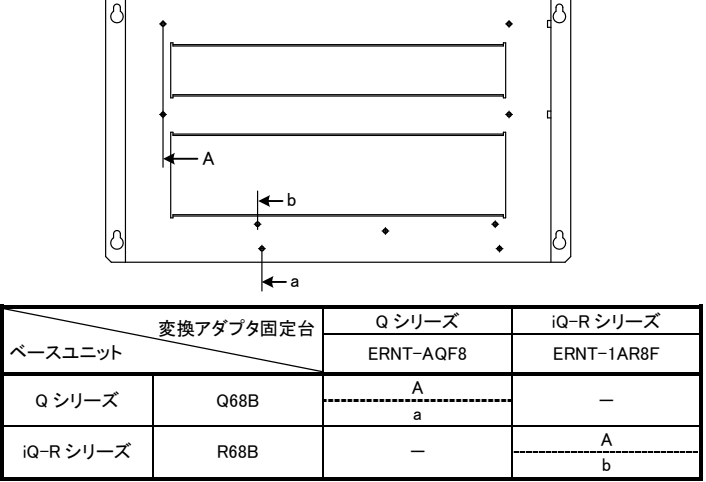 A
b
a
変換アダプタ固定台
ベースユニット
Q シリーズ
iQ-R シリーズ
ERNT-AQF8
ERNT-1AR8F
Q シリーズ
Q68B
A
a
－
iQ-R シリーズ
R68B
－
A
b